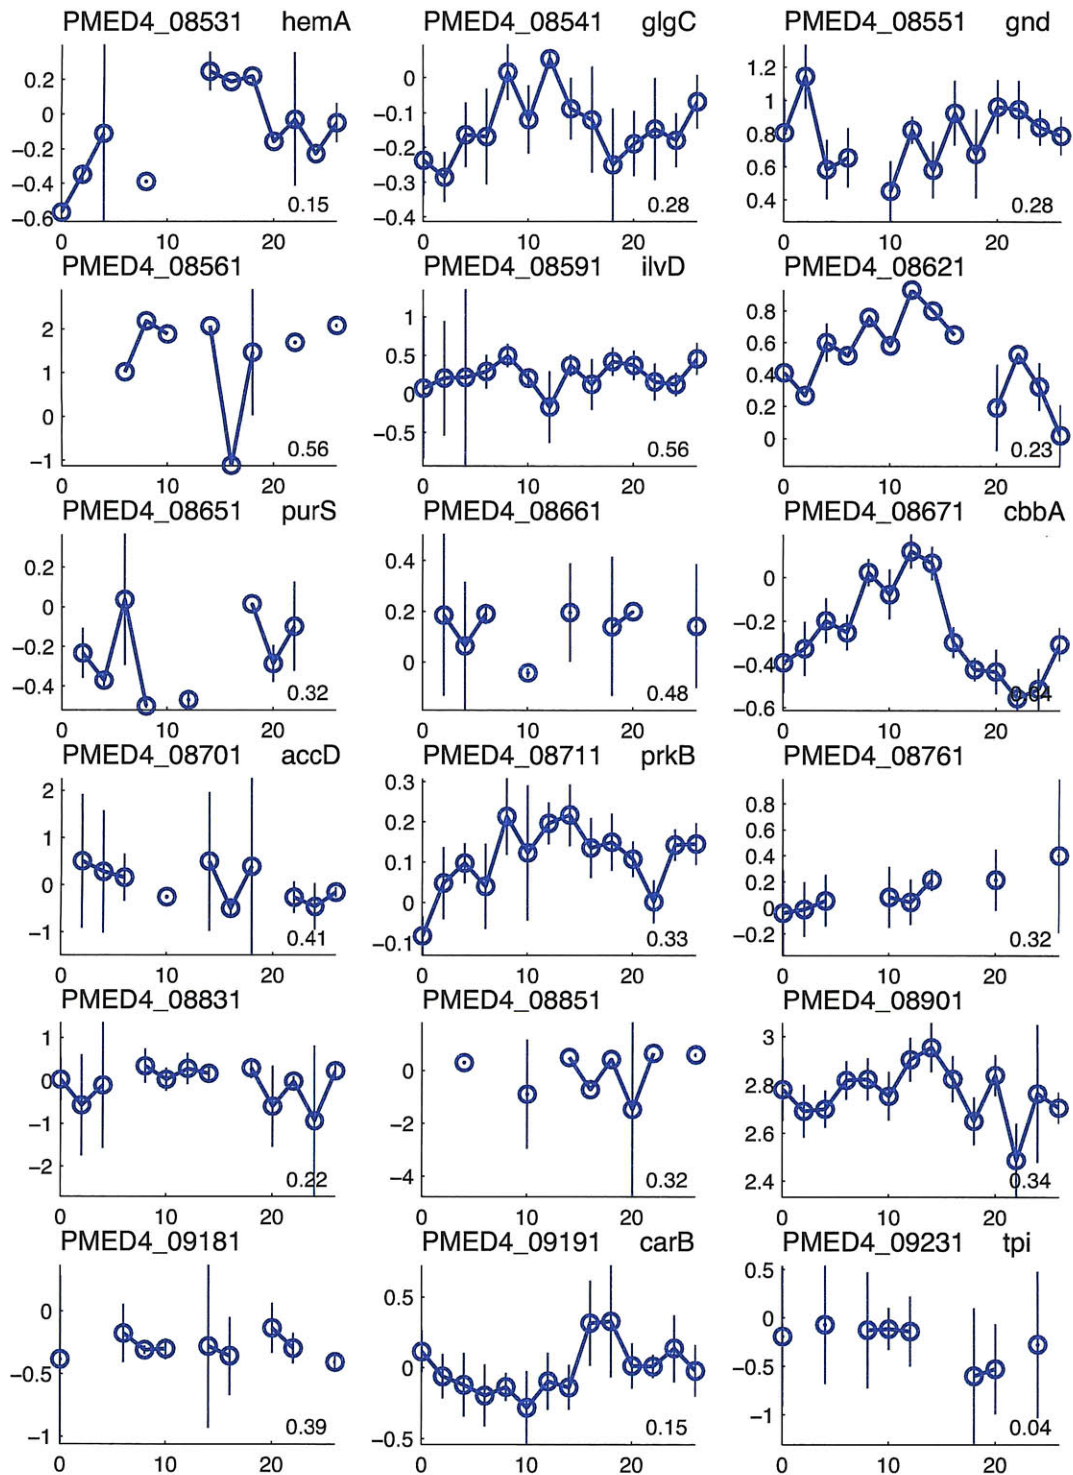 PMED4_08531 hemA
0.2
0
−0.2
−0.4
−0.6
0.15
0 10 20
PMED4_08541 glgC
0
−0.1
−0.2
−0.3
−0.4
0.28
0 10 20
PMED4_08551 gnd
1.2
1
0.8
0.6
0.4
0.28
0 10 20
PMED4_08561
2
1
0
−1
0.56
0 10 20
PMED4_08591 ilvD
1
0.5
0
−0.5
0.56
0 10 20
PMED4_08621
0.8
0.6
0.4
0.2
0
0.23
0 10 20
PMED4_08651 purS
0.2
0
−0.2
−0.4
0.32
0 10 20
PMED4_08661
0.4
0.2
0
0.48
0 10 20
PMED4_08671 cbbA
0
−0.2
−0.4
−0.6
0.04
0 10 20
PMED4_08701 accD
2
1
0
−1
0.41
0 10 20
PMED4_08711 prkB
0.3
0.2
0.1
0
−0.1
0.33
0 10 20
PMED4_08761
0.8
0.6
0.4
0.2
0
−0.2
0.32
0 10 20
PMED4_08831
1
0
−1
−2
0.22
0 10 20
PMED4_08851
0
−2
−4
0.32
0 10 20
PMED4_08901
3
2.8
2.6
2.4
0.34
0 10 20
PMED4_09181
0
−0.5
−1
0.39
0 10 20
PMED4_09191 carB
0.5
0
−0.5
0.15
0 10 20
PMED4_09231 tpi
0.5
0
−0.5
−1
0.04
0 10 20